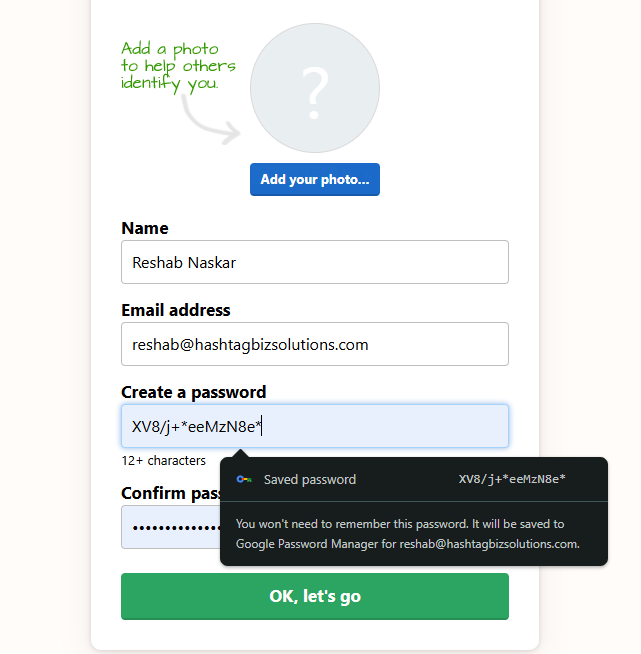 Add a photo
to help others
identify you.
?
Add your photo...
Name
Reshab Naskar
Email address
reshab@hashtagbizsolutions.com
Create a password
XV8/j+*eeMzN8e*
12+ characters
Saved password XV8/j+*eeMzN8e*
Confirm pas
••••••••••••••
You won't need to remember this password. It will be saved to
Google Password Manager for reshab@hashtagbizsolutions.com.
OK, let's go